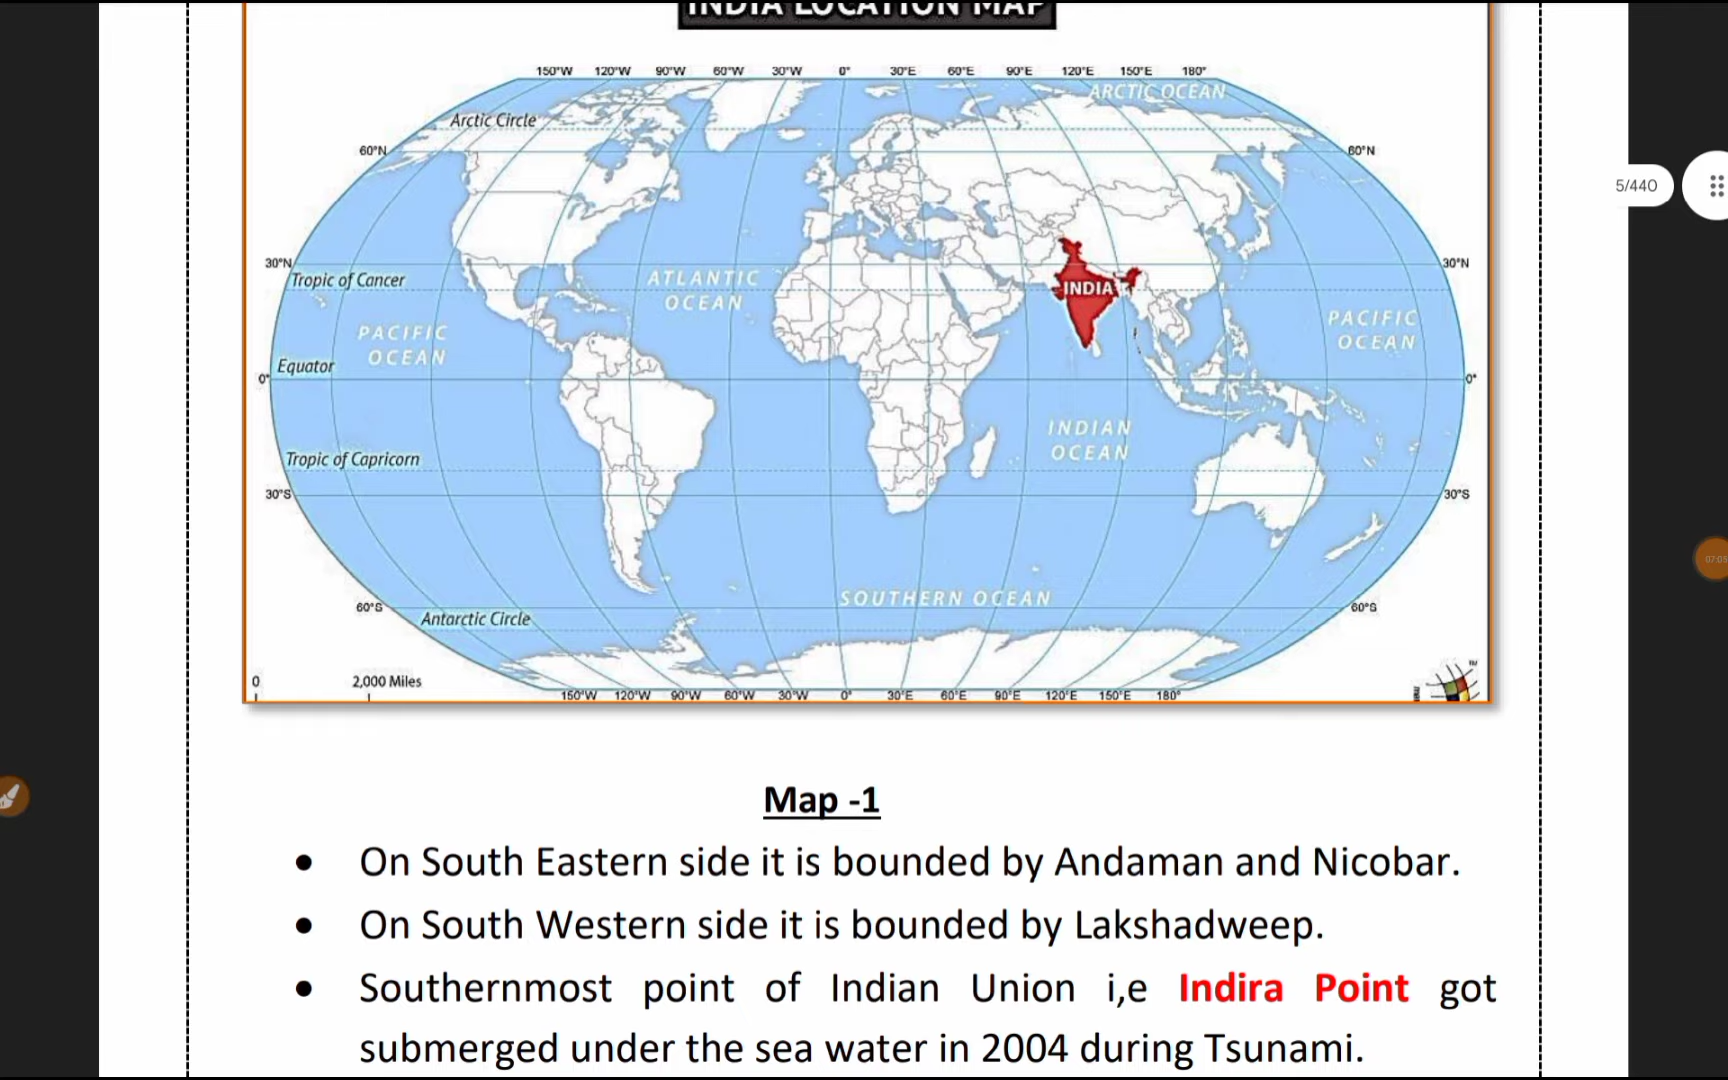 INDIA LOCATION MAP
150°W 120°W 90°W 60°W 30°W 0° 30°E 60°E 90°E 120°E 150°E 180°
ARCTIC OCEAN
Arctic Circle
60°N 60°N
5/440
30°N 30°N
Tropic of Cancer
ATLANTIC
OCEAN
INDIA
PACIFIC
OCEAN
PACIFIC
OCEAN
Equator
0° 0°
INDIAN
OCEAN
Tropic of Capricorn
30°S 30°S
07:03
SOUTHERN OCEAN
60°S 60°S
Antarctic Circle
0 2,000 Miles
150°W 120°W 90°W 60°W 30°W 0° 30°E 60°E 90°E 120°E 150°E 180°
Map -1
• On South Eastern side it is bounded by Andaman and Nicobar.
• On South Western side it is bounded by Lakshadweep.
• Southernmost point of Indian Union i,e Indira Point got
submerged under the sea water in 2004 during Tsunami.